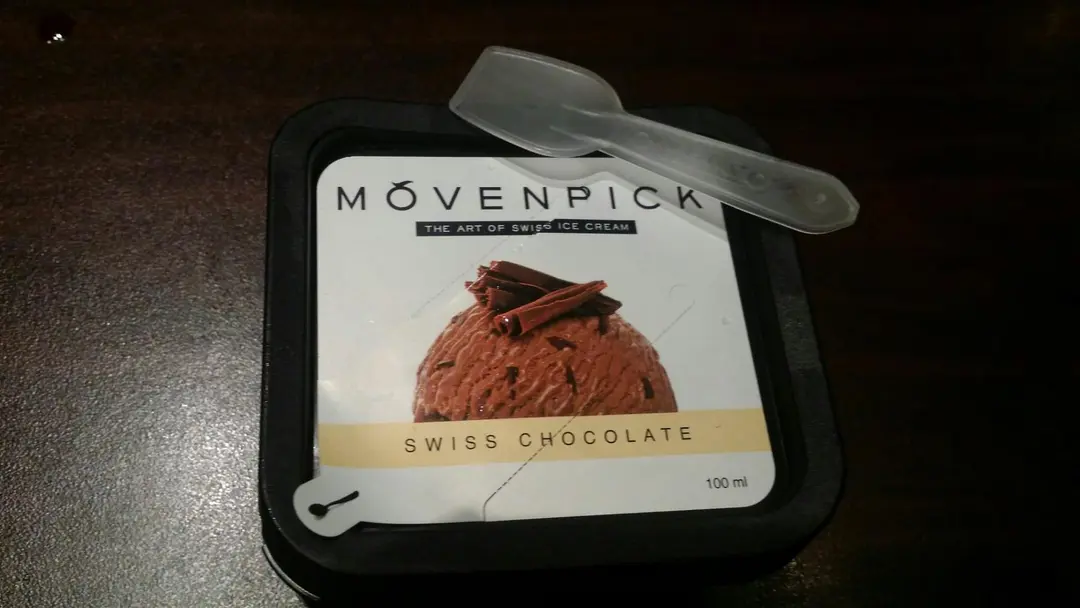 MÖVENPICK
THE ART OF SWISS ICE CREAM
SWISS CHOCOLATE
100 ml